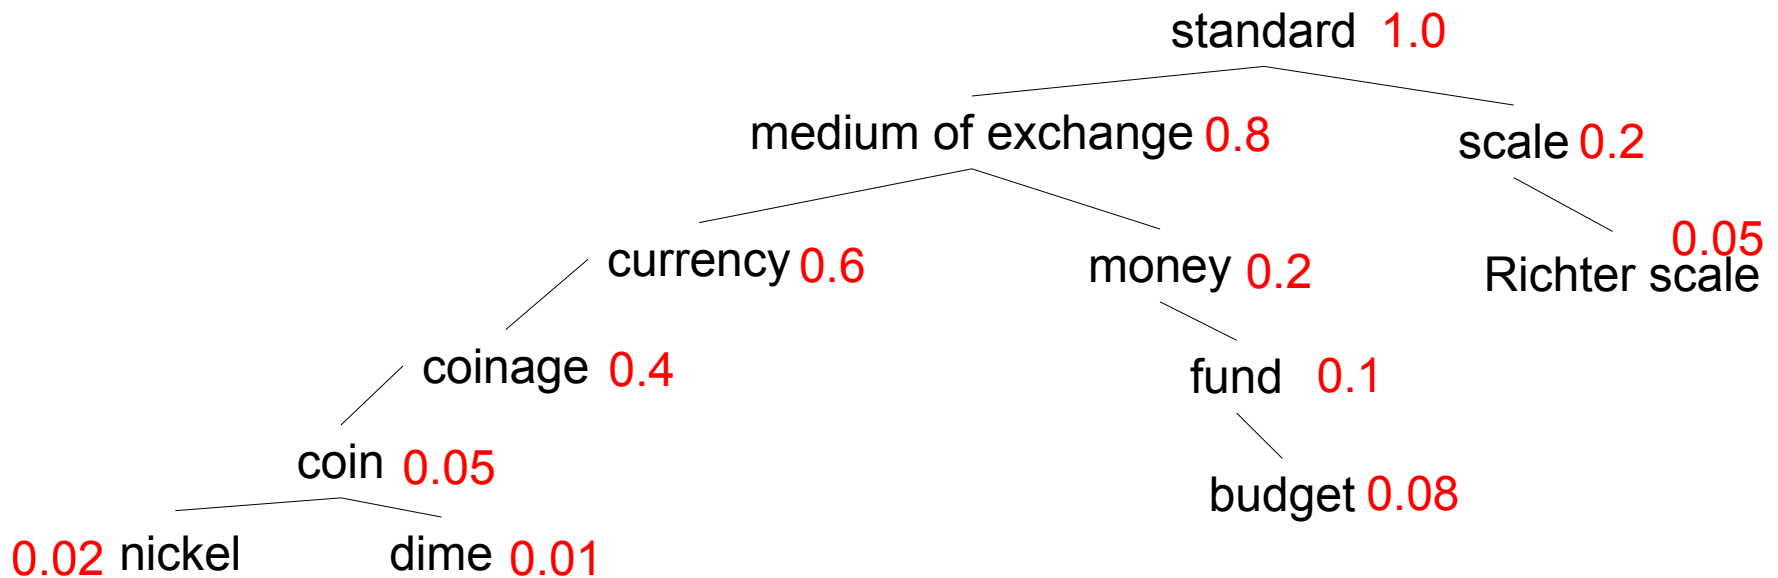 standard 1.0
medium of exchange 0.8
scale 0.2
currency 0.6
money 0.2
0.05
Richter scale
coinage 0.4
fund 0.1
coin 0.05
budget 0.08
0.02 nickel
dime 0.01